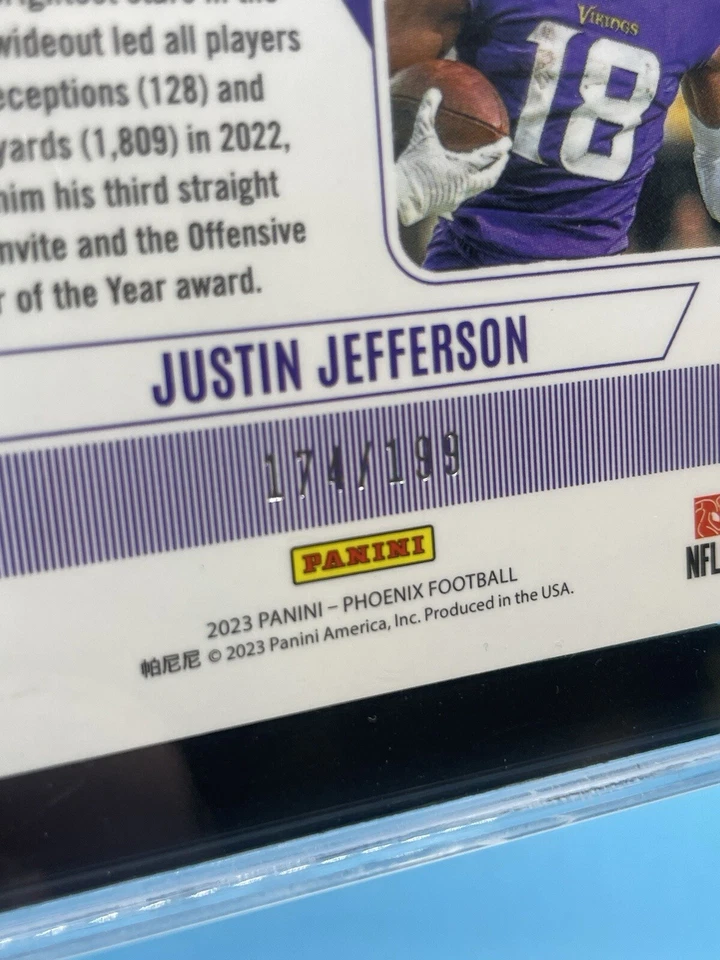 wideout led all players
eceptions (128) and
yards (1,809) in 2022,
him his third straight
nvite and the Offensive
r of the Year award.
VIKINGS
18
JUSTIN JEFFERSON
174/199
PANINI
2023 PANINI – PHOENIX FOOTBALL
帕尼尼 © 2023 Panini America, Inc. Produced in the USA.
NFL